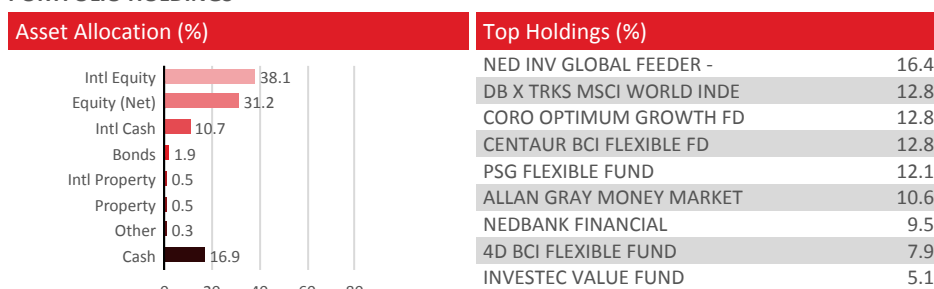 Asset Allocation (%)
Intl Equity 38.1
Equity (Net) 31.2
Intl Cash 10.7
Bonds 1.9
Intl Property 0.5
Property 0.5
Other 0.3
Cash 16.9
Top Holdings (%)
NED INV GLOBAL FEEDER - 16.4
DB X TRKS MSCI WORLD INDE 12.8
CORO OPTIMUM GROWTH FD 12.8
CENTAUR BCI FLEXIBLE FD 12.8
PSG FLEXIBLE FUND 12.1
ALLAN GRAY MONEY MARKET 10.6
NEDBANK FINANCIAL 9.5
4D BCI FLEXIBLE FUND 7.9
INVESTEC VALUE FUND 5.1